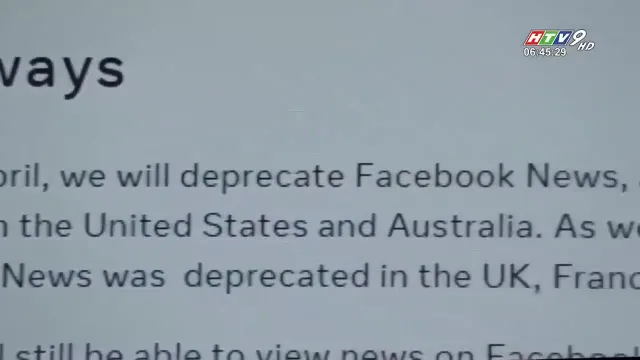 HTV9 HD
06:45:29
ways
pril, we will deprecate Facebook News,
the United States and Australia. As we
News was deprecated in the UK, Franc
still be able to view news on Facebook